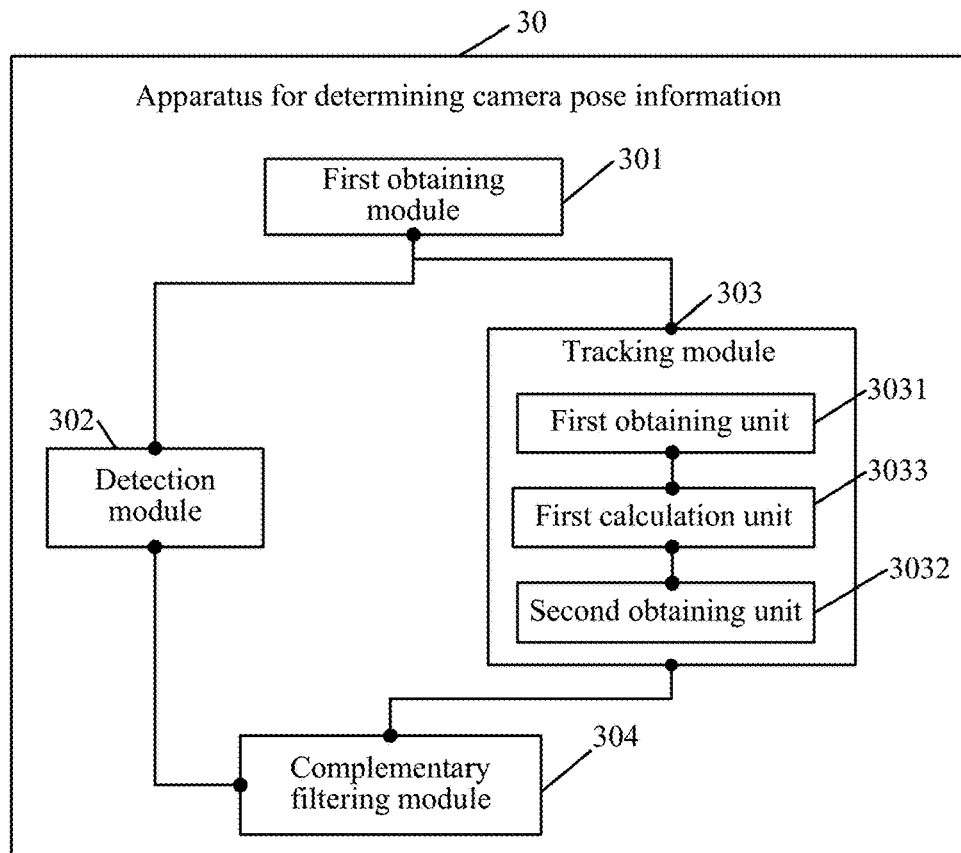 30
Apparatus for determining camera pose information
301
First obtaining
module
303
Tracking module
3031
First obtaining unit
302
Detection
module
3033
First calculation unit
3032
Second obtaining unit
304
Complementary
filtering module